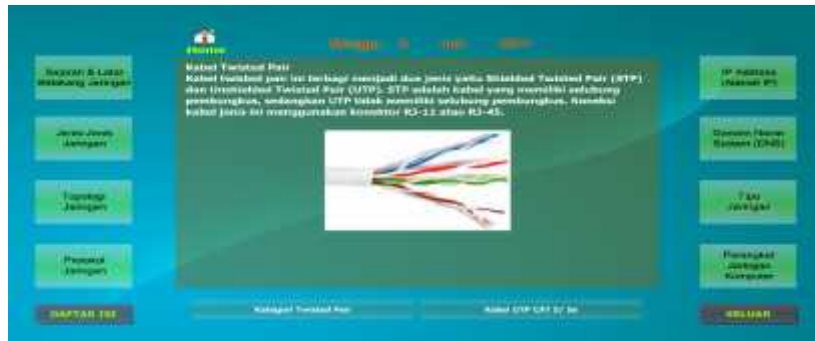 Home
Minggu
Sejarah & Latar
Belakang Jaringan
Jenis-Jenis
Jaringan
Topologi
Jaringan
Protokol
Jaringan
DAFTAR ISI
Kabel Twisted Pair
Kabel twisted pair ini terbagi menjadi dua jenis yaitu Shielded Twisted Pair (STP)
dan Unshielded Twisted Pair (UTP). STP adalah kabel yang memiliki selubung
pembungkus, sedangkan UTP tidak memiliki selubung pembungkus. Koneksi
kabel jenis ini menggunakan konektor RJ-11 atau RJ-45.
Kategori Twisted Pair
Kabel UTP CAT 5/ 5e
IP Address
(Alamat IP)
Domain Name
System (DNS)
Tipe
Jaringan
Perangkat
Jaringan
Komputer
KELUAR